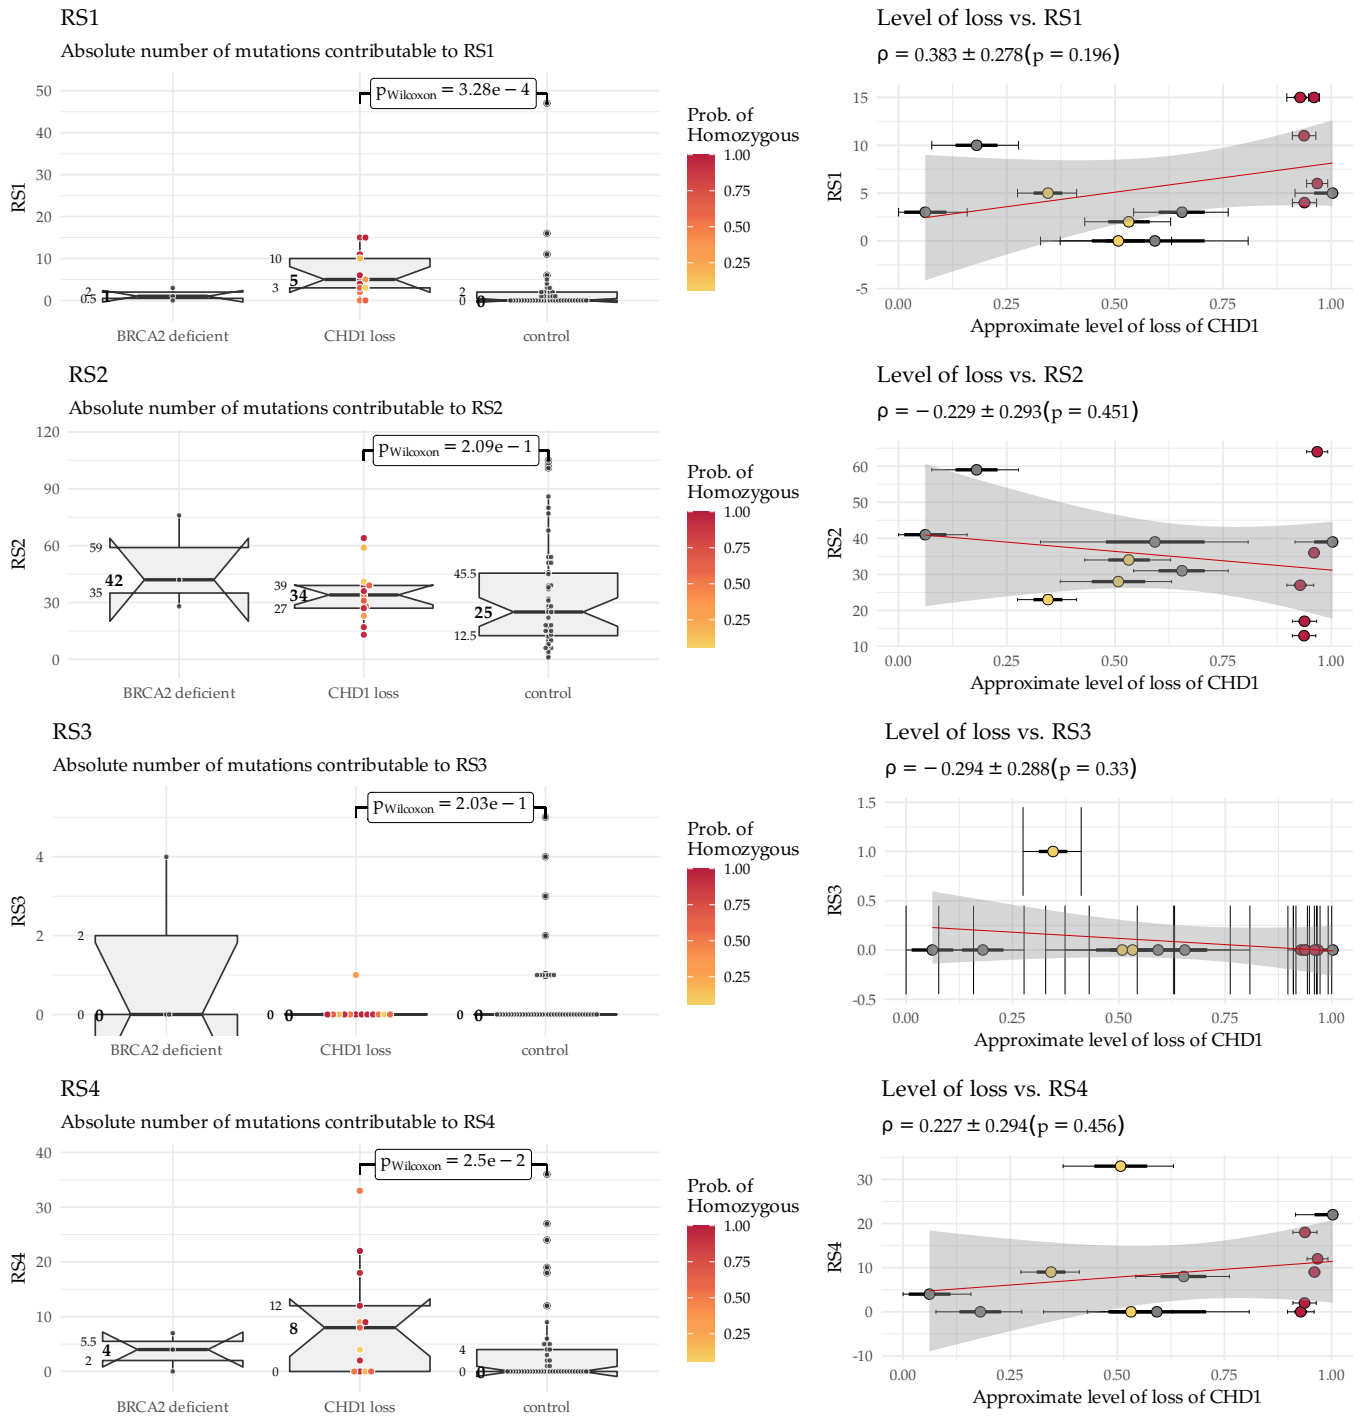 RS1
Absolute number of mutations contributable to RS1
pWilcoxon = 3.28e − 4
50
40
30
20
10
0
RS1
2
1
0.5
10
5
3
2
0
0
BRCA2 deficient
CHD1 loss
control
Prob. of
Homozygous
1.00
0.75
0.50
0.25
Level of loss vs. RS1
ρ = 0.383 ± 0.278(p = 0.196)
15
10
5
0
-5
RS1
0.00
0.25
0.50
0.75
1.00
Approximate level of loss of CHD1
RS2
Absolute number of mutations contributable to RS2
pWilcoxon = 2.09e − 1
120
90
60
30
0
RS2
59
42
35
39
34
27
45.5
25
12.5
BRCA2 deficient
CHD1 loss
control
Prob. of
Homozygous
1.00
0.75
0.50
0.25
Level of loss vs. RS2
ρ = − 0.229 ± 0.293(p = 0.451)
60
50
40
30
20
10
RS2
0.00
0.25
0.50
0.75
1.00
Approximate level of loss of CHD1
RS3
Absolute number of mutations contributable to RS3
pWilcoxon = 2.03e − 1
4
2
0
RS3
2
0
0
0
0
0
0
BRCA2 deficient
CHD1 loss
control
Prob. of
Homozygous
1.00
0.75
0.50
0.25
Level of loss vs. RS3
ρ = − 0.294 ± 0.288(p = 0.33)
1.5
1.0
0.5
0.0
-0.5
RS3
0.00
0.25
0.50
0.75
1.00
Approximate level of loss of CHD1
RS4
Absolute number of mutations contributable to RS4
pWilcoxon = 2.5e − 2
40
30
20
10
0
RS4
5.5
4
2
12
8
0
4
0
0
BRCA2 deficient
CHD1 loss
control
Prob. of
Homozygous
1.00
0.75
0.50
0.25
Level of loss vs. RS4
ρ = 0.227 ± 0.294(p = 0.456)
30
20
10
0
-10
RS4
0.00
0.25
0.50
0.75
1.00
Approximate level of loss of CHD1